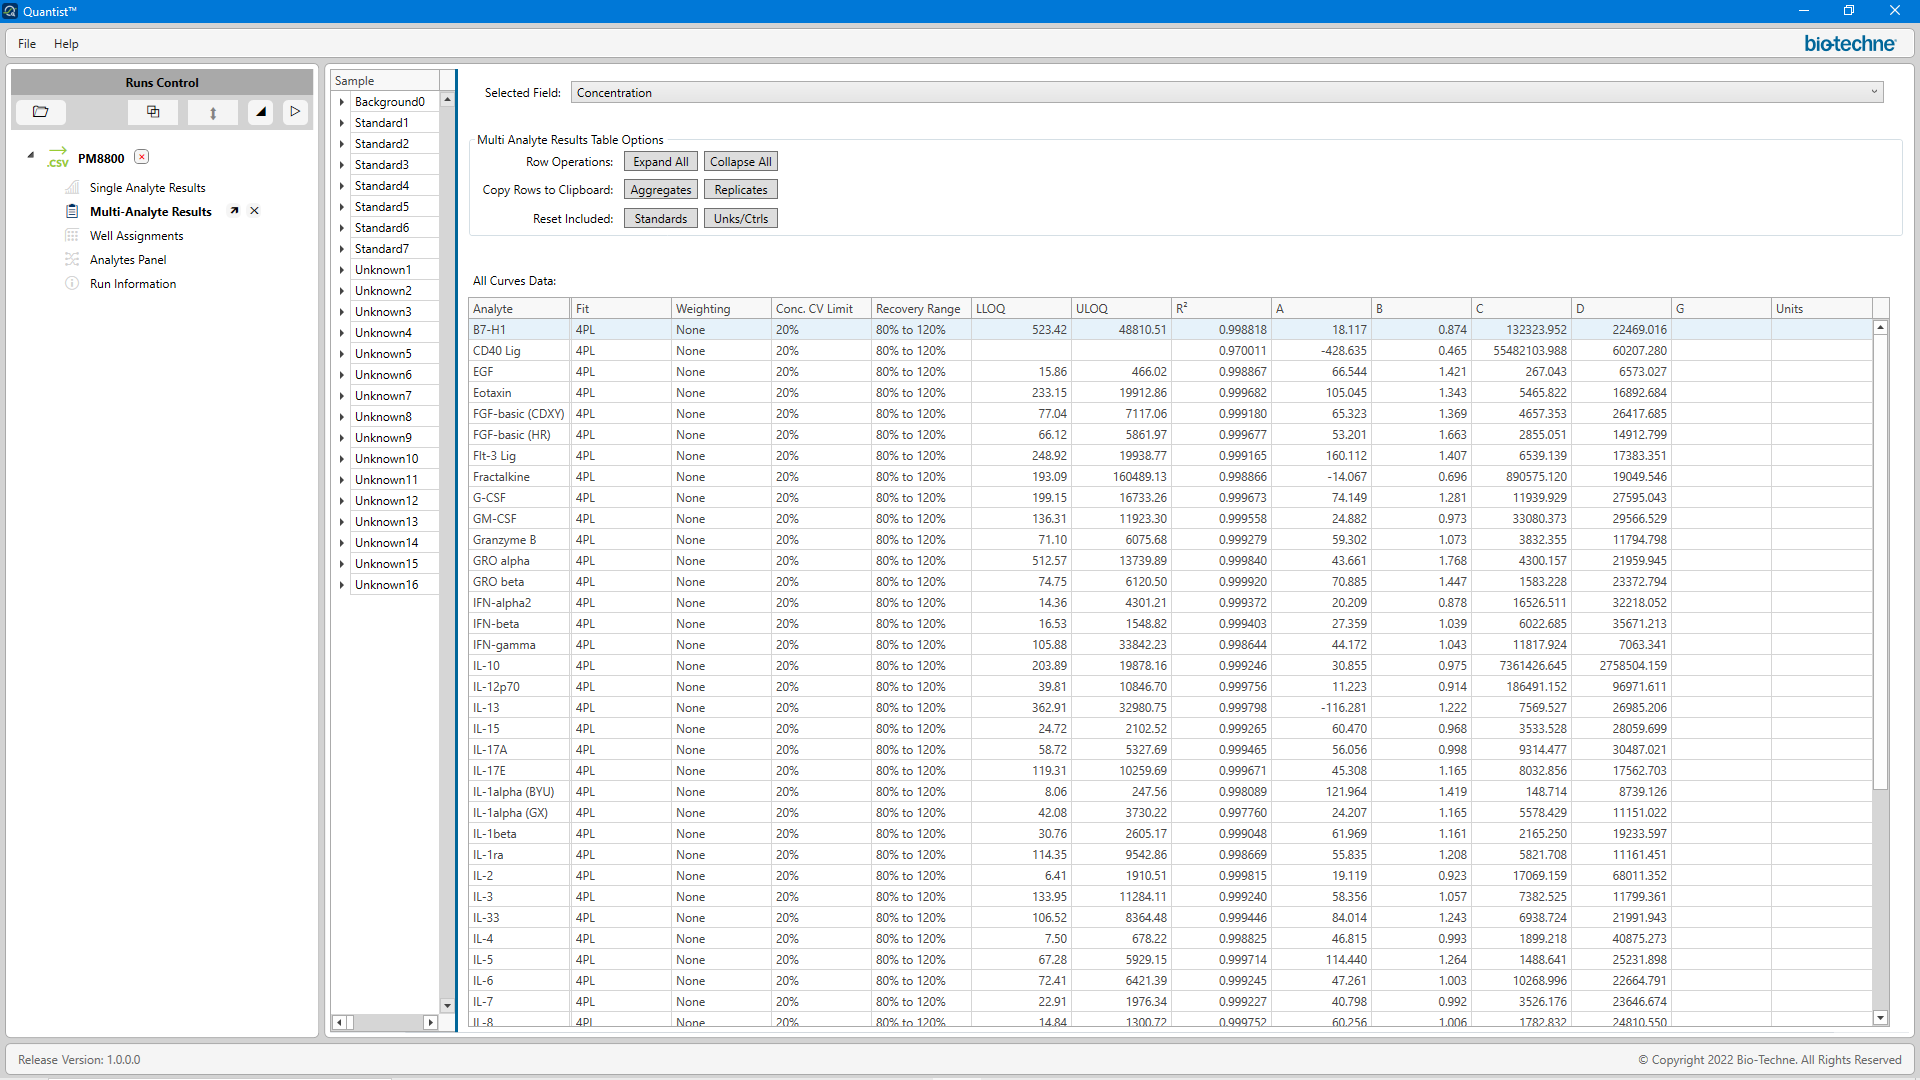 Quantist™
File Help
bio-techne
Runs Control
.csv PM8800
Single Analyte Results
Multi-Analyte Results
Well Assignments
Analytes Panel
Run Information
Sample
Background0
Standard1
Standard2
Standard3
Standard4
Standard5
Standard6
Standard7
Unknown1
Unknown2
Unknown3
Unknown4
Unknown5
Unknown6
Unknown7
Unknown8
Unknown9
Unknown10
Unknown11
Unknown12
Unknown13
Unknown14
Unknown15
Unknown16
Selected Field: Concentration
Multi Analyte Results Table Options
Row Operations: Expand All Collapse All
Copy Rows to Clipboard: Aggregates Replicates
Reset Included: Standards Unks/Ctrls
All Curves Data:
Analyte Fit Weighting Conc. CV Limit Recovery Range LLOQ ULOQ R² A B C D G Units
B7-H1 4PL None 20% 80% to 120% 523.42 48810.51 0.998818 18.117 0.874 132323.952 22469.016
CD40 Lig 4PL None 20% 80% to 120% 0.970011 -428.635 0.465 55482103.988 60207.280
EGF 4PL None 20% 80% to 120% 15.86 466.02 0.998867 66.544 1.421 267.043 6573.027
Eotaxin 4PL None 20% 80% to 120% 233.15 19912.86 0.999682 105.045 1.343 5465.822 16892.684
FGF-basic (CDXY) 4PL None 20% 80% to 120% 77.04 7117.06 0.999180 65.323 1.369 4657.353 26417.685
FGF-basic (HR) 4PL None 20% 80% to 120% 66.12 5861.97 0.999677 53.201 1.663 2855.051 14912.799
Flt-3 Lig 4PL None 20% 80% to 120% 248.92 19938.77 0.999165 160.112 1.407 6539.139 17383.351
Fractalkine 4PL None 20% 80% to 120% 193.09 160489.13 0.998866 -14.067 0.696 890575.120 19049.546
G-CSF 4PL None 20% 80% to 120% 199.15 16733.26 0.999673 74.149 1.281 11939.929 27595.043
GM-CSF 4PL None 20% 80% to 120% 136.31 11923.30 0.999558 24.882 0.973 33080.373 29566.529
Granzyme B 4PL None 20% 80% to 120% 71.10 6075.68 0.999279 59.302 1.073 3832.355 11794.798
GRO alpha 4PL None 20% 80% to 120% 512.57 13739.89 0.999840 43.661 1.768 4300.157 21959.945
GRO beta 4PL None 20% 80% to 120% 74.75 6120.50 0.999920 70.885 1.447 1583.228 23372.794
IFN-alpha2 4PL None 20% 80% to 120% 14.36 4301.21 0.999372 20.209 0.878 16526.511 32218.052
IFN-beta 4PL None 20% 80% to 120% 16.53 1548.82 0.999403 27.359 1.039 6022.685 35671.213
IFN-gamma 4PL None 20% 80% to 120% 105.88 33842.23 0.998644 44.172 1.043 11817.924 7063.341
IL-10 4PL None 20% 80% to 120% 203.89 19878.16 0.999246 30.855 0.975 7361426.645 2758504.159
IL-12p70 4PL None 20% 80% to 120% 39.81 10846.70 0.999756 11.223 0.914 186491.152 96971.611
IL-13 4PL None 20% 80% to 120% 362.91 32980.75 0.999798 -116.281 1.222 7569.527 26985.206
IL-15 4PL None 20% 80% to 120% 24.72 2102.52 0.999265 60.470 0.968 3533.528 28059.699
IL-17A 4PL None 20% 80% to 120% 58.72 5327.69 0.999465 56.056 0.998 9314.477 30487.021
IL-17E 4PL None 20% 80% to 120% 119.31 10259.69 0.999671 45.308 1.165 8032.856 17562.703
IL-1alpha (BYU) 4PL None 20% 80% to 120% 8.06 247.56 0.998089 121.964 1.419 148.714 8739.126
IL-1alpha (GX) 4PL None 20% 80% to 120% 42.08 3730.22 0.997760 24.207 1.165 5578.429 11151.022
IL-1beta 4PL None 20% 80% to 120% 30.76 2605.17 0.999048 61.969 1.161 2165.250 19233.597
IL-1ra 4PL None 20% 80% to 120% 114.35 9542.86 0.998669 55.835 1.208 5821.708 11161.451
IL-2 4PL None 20% 80% to 120% 6.41 1910.51 0.999815 19.119 0.923 17069.159 68011.352
IL-3 4PL None 20% 80% to 120% 133.95 11284.11 0.999240 58.356 1.057 7382.525 11799.361
IL-33 4PL None 20% 80% to 120% 106.52 8364.48 0.999446 84.014 1.243 6938.724 21991.943
IL-4 4PL None 20% 80% to 120% 7.50 678.22 0.998825 46.815 0.993 1899.218 40875.273
IL-5 4PL None 20% 80% to 120% 67.28 5929.15 0.999714 114.440 1.264 1488.641 25231.898
IL-6 4PL None 20% 80% to 120% 72.41 6421.39 0.999245 47.261 1.003 10268.996 22664.791
IL-7 4PL None 20% 80% to 120% 22.91 1976.34 0.999227 40.798 0.992 3526.176 23646.674
IL-8 4PL None 20% 80% to 120% 14.84 1300.72 0.999752 60.256 1.006 1782.832 24810.550
Release Version: 1.0.0.0
© Copyright 2022 Bio-Techne. All Rights Reserved